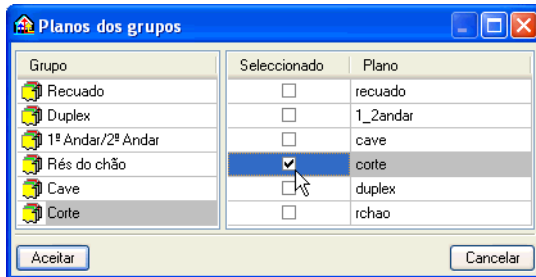 Planos dos grupos
Grupo Seleccionado Plano
Recuado recuado
Duplex 1_2andar
1º Andar/2º Andar cave
Rés do chão corte
Cave duplex
Corte rchao
Aceitar Cancelar